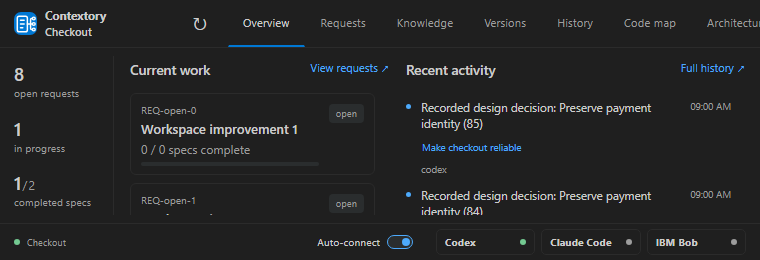 Contextory
Checkout
Overview
Requests
Knowledge
Versions
History
Code map
8
open requests
1
in progress
1/2
completed specs
Current work
View requests ↗
REQ-open-0
open
Workspace improvement 1
0 / 0 specs complete
REQ-open-1
open
Recent activity
Full history ↗
Recorded design decision: Preserve payment
identity (85)
09:00 AM
Make checkout reliable
codex
Recorded design decision: Preserve payment
identity (84)
09:00 AM
Checkout
Auto-connect
Codex
Claude Code
IBM Bob